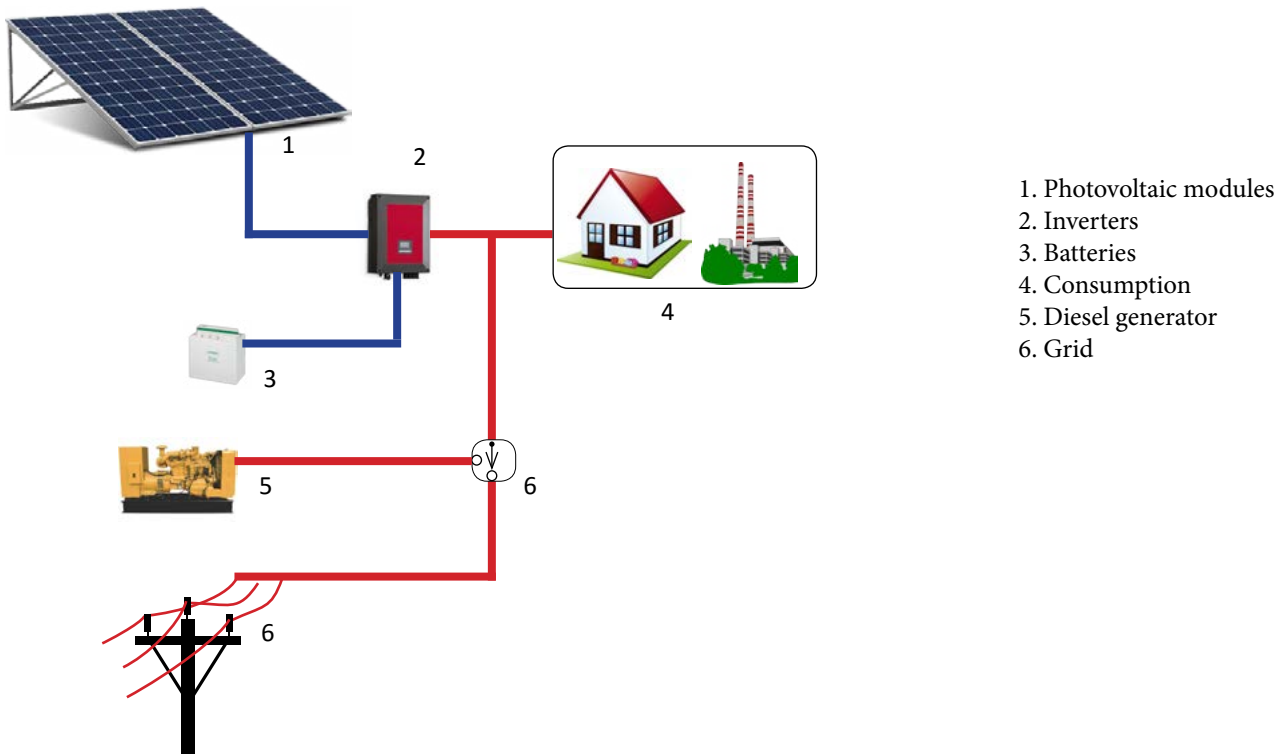 1
2
3
4
5
6
6
1. Photovoltaic modules
2. Inverters
3. Batteries
4. Consumption
5. Diesel generator
6. Grid